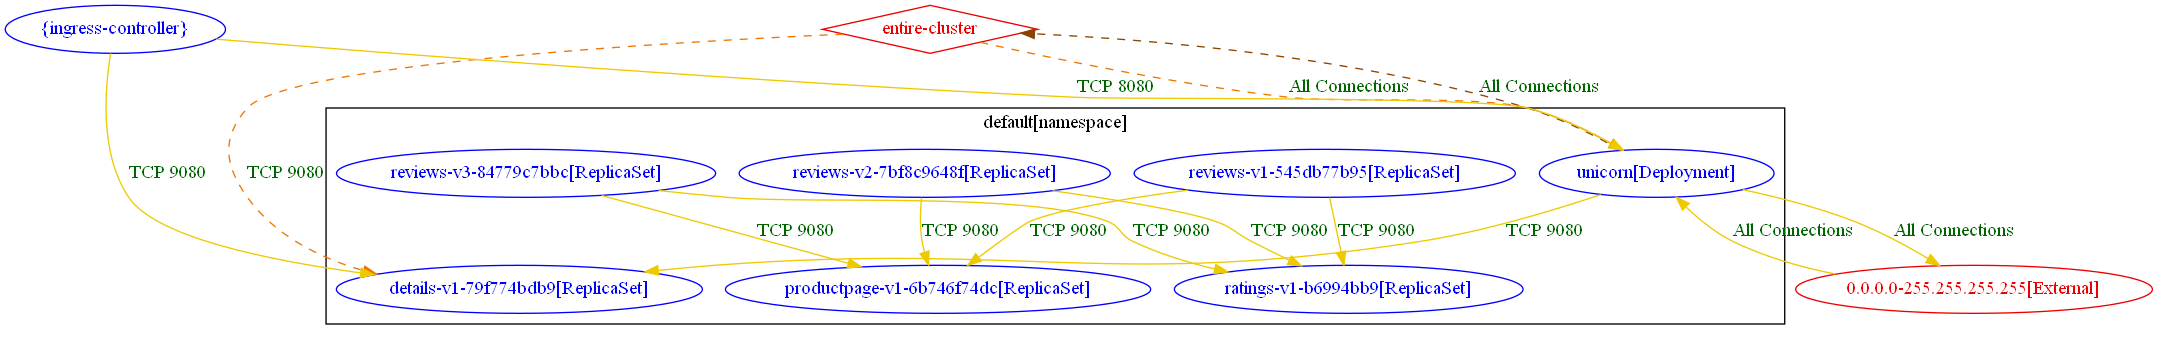 {ingress-controller}
entire-cluster
TCP 8080
All Connections
All Connections
default[namespace]
TCP 9080
TCP 9080
reviews-v3-84779c7bbc[ReplicaSet]
reviews-v2-7bf8c9648f[ReplicaSet]
reviews-v1-545db77b95[ReplicaSet]
unicorn[Deployment]
TCP 9080
TCP 9080
TCP 9080
TCP 9080
TCP 9080
TCP 9080
TCP 9080
All Connections
All Connections
details-v1-79f774bdb9[ReplicaSet]
productpage-v1-6b746f74dc[ReplicaSet]
ratings-v1-b6994bb9[ReplicaSet]
0.0.0.0-255.255.255.255[External]